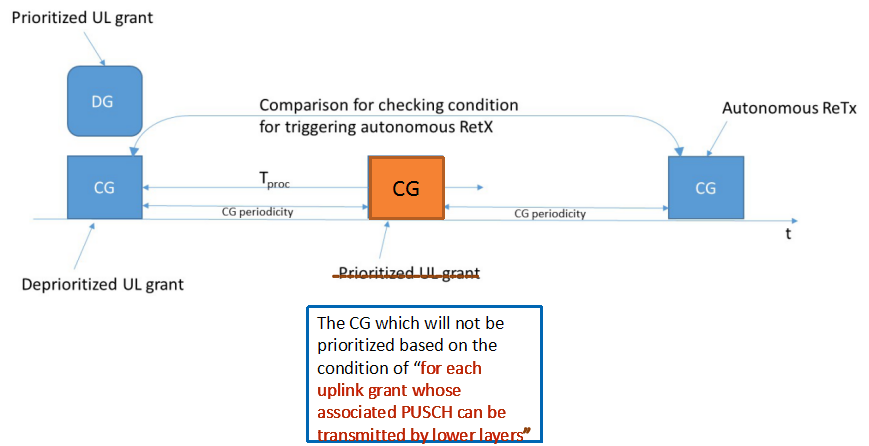 Prioritized UL grant
DG
Comparison for checking condition
for triggering autonomous RetX
Autonomous ReTx
CG
Tproc
CG
CG
CG periodicity
CG periodicity
t
Deprioritized UL grant
Prioritized UL grant
The CG which will not be
prioritized based on the
condition of “for each
uplink grant whose
associated PUSCH can be
transmitted by lower layers”